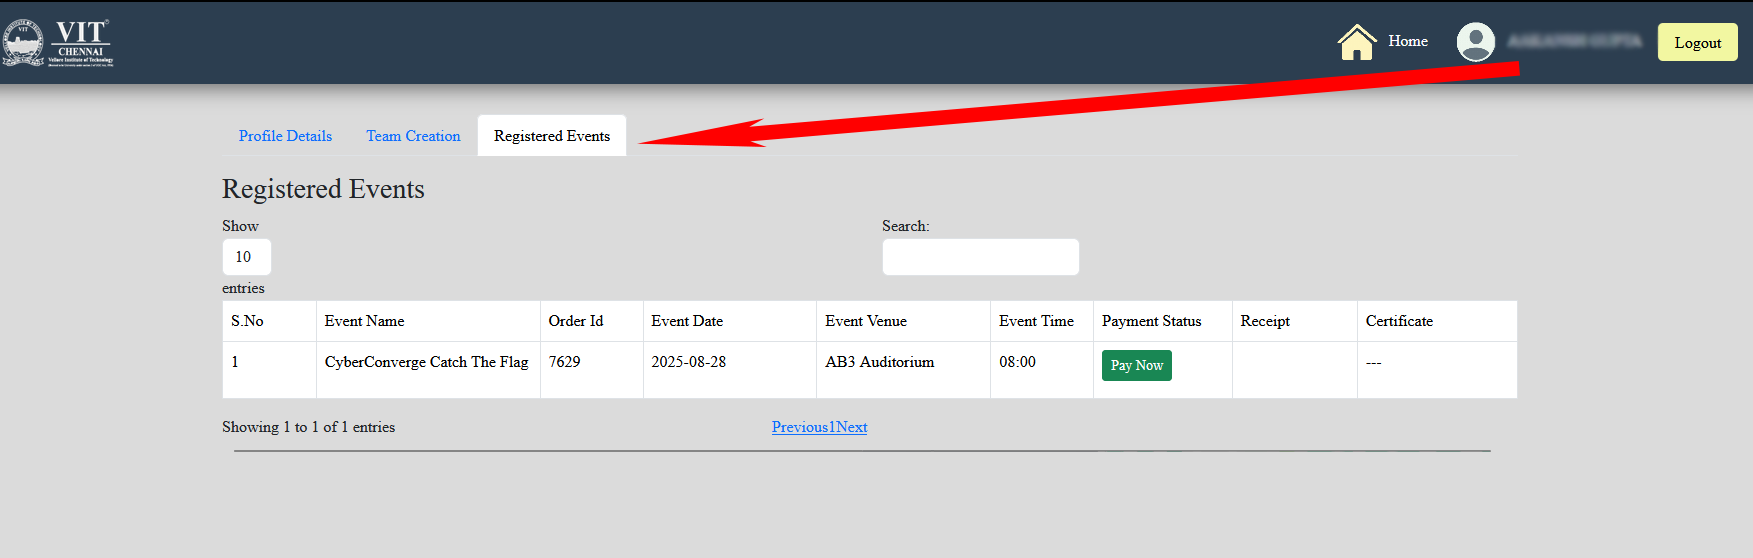 VIT
CHENNAI
Vellore Institute of Technology
Home
Logout
Profile Details
Team Creation
Registered Events
Registered Events
Show
Search:
10
entries
S.No Event Name Order Id Event Date Event Venue Event Time Payment Status Receipt Certificate
1 CyberConverge Catch The Flag 7629 2025-08-28 AB3 Auditorium 08:00 Pay Now ---
Showing 1 to 1 of 1 entries
Previous1Next